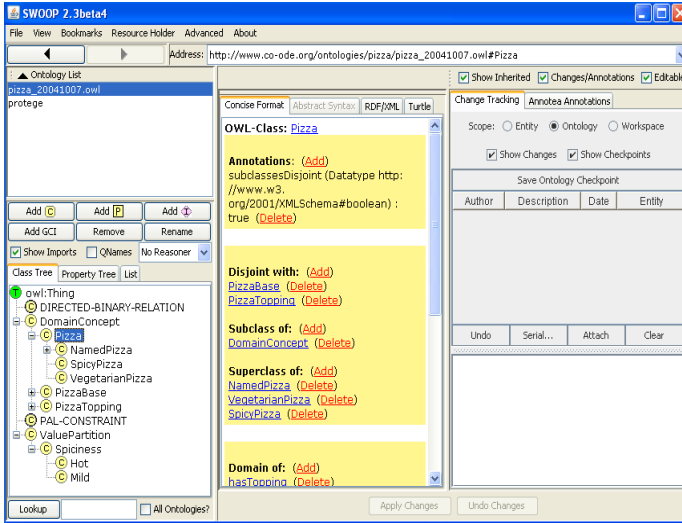 SWOOP 2.3beta4
File View Bookmarks Resource Holder Advanced About
Address: http://www.co-ode.org/ontologies/pizza/pizza_20041007.owl#Pizza
Ontology List
pizza_20041007.owl
protege
Add C Add P Add I
Add GCI Remove Rename
Show Imports QNames No Reasoner
Class Tree Property Tree List
T owl:Thing
C DIRECTED-BINARY-RELATION
C DomainConcept
C Pizza
C NamedPizza
C SpicyPizza
C VegetarianPizza
C PizzaBase
C PizzaTopping
C PAL-CONSTRAINT
C ValuePartition
C Spiciness
C Hot
C Mild
Lookup All Ontologies?
Show Inherited Changes/Annotations Editable
Concise Format Abstract Syntax RDF/XML Turtle
OWL-Class: Pizza
Annotations: (Add)
subclassesDisjoint (Datatype http:
//www.w3.
org/2001/XMLSchema#boolean) :
true (Delete)
Disjoint with: (Add)
PizzaBase (Delete)
PizzaTopping (Delete)
Subclass of: (Add)
DomainConcept (Delete)
Superclass of: (Add)
NamedPizza (Delete)
VegetarianPizza (Delete)
SpicyPizza (Delete)
Domain of: (Add)
hasTopping (Delete)
Apply Changes Undo Changes
Change Tracking Annotea Annotations
Scope: Entity Ontology Workspace
Show Changes Show Checkpoints
Save Ontology Checkpoint
Author Description Date Entity
Undo Serial... Attach Clear